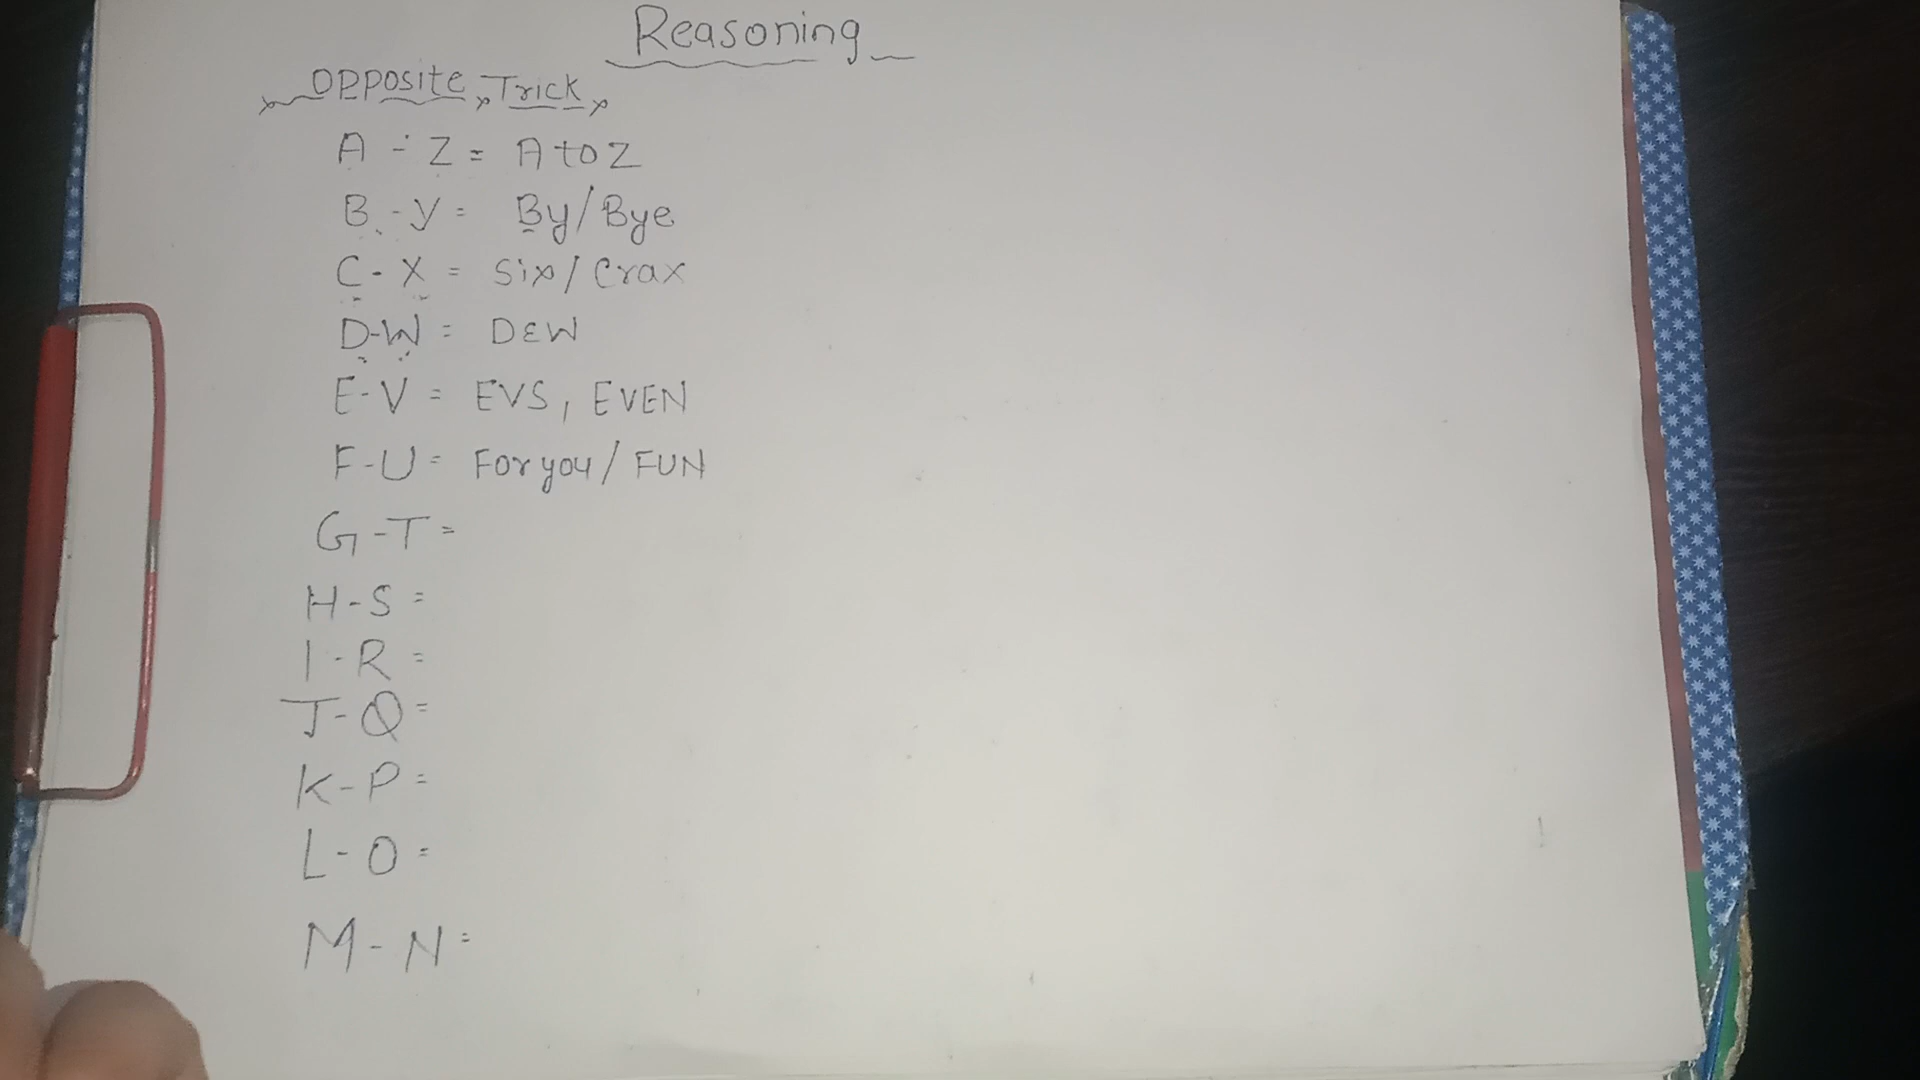 Reasoning
Opposite Trick
A - Z = A to Z
B - Y = By/Bye
C - X = Six/Crax
D-W = DEW
E-V = EVS, EVEN
F-U = For you/FUN
G-T =
H-S =
I-R =
J-Q =
K-P =
L-O =
M-N =